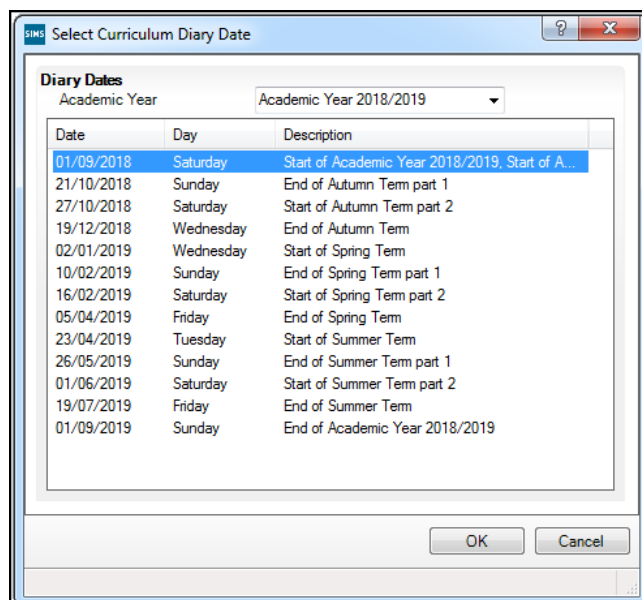 SIMS Select Curriculum Diary Date ? X
Diary Dates
Academic Year Academic Year 2018/2019
Date Day Description
01/09/2018 Saturday Start of Academic Year 2018/2019, Start of A...
21/10/2018 Sunday End of Autumn Term part 1
27/10/2018 Saturday Start of Autumn Term part 2
19/12/2018 Wednesday End of Autumn Term
02/01/2019 Wednesday Start of Spring Term
10/02/2019 Sunday End of Spring Term part 1
16/02/2019 Saturday Start of Spring Term part 2
05/04/2019 Friday End of Spring Term
23/04/2019 Tuesday Start of Summer Term
26/05/2019 Sunday End of Summer Term part 1
01/06/2019 Saturday Start of Summer Term part 2
19/07/2019 Friday End of Summer Term
01/09/2019 Sunday End of Academic Year 2018/2019
OK Cancel